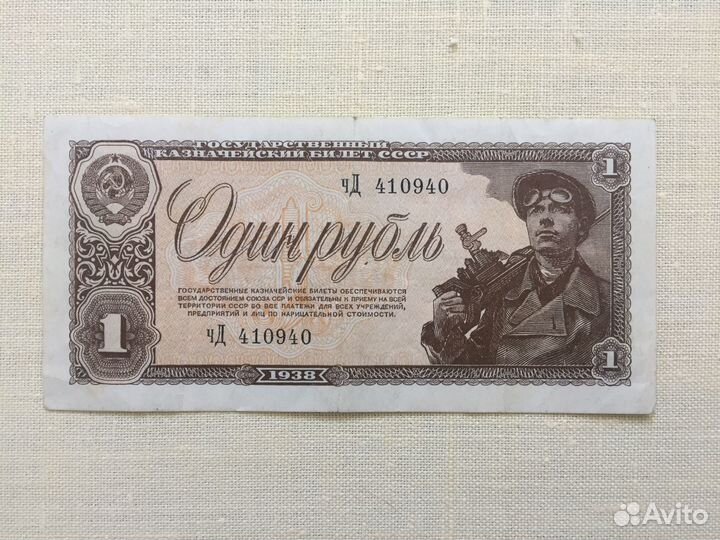 ГОСУДАРСТВЕННЫЙ
КАЗНАЧЕЙСКИЙ БИЛЕТ СССР
1
чД 410940
Один рубль
ГОСУДАРСТВЕННЫЕ КАЗНАЧЕЙСКИЕ БИЛЕТЫ ОБЕСПЕЧИВАЮТСЯ
ВСЕМ ДОСТОЯНИЕМ СОЮЗА ССР И ОБЯЗАТЕЛЬНЫ К ПРИЕМУ НА ВСЕЙ
ТЕРРИТОРИИ СССР ВО ВСЕ ПЛАТЕЖИ ДЛЯ ВСЕХ УЧРЕЖДЕНИЙ,
ПРЕДПРИЯТИЙ И ЛИЦ ПО НАРИЦАТЕЛЬНОЙ СТОИМОСТИ.
чД 410940
1
1
1938
Avito